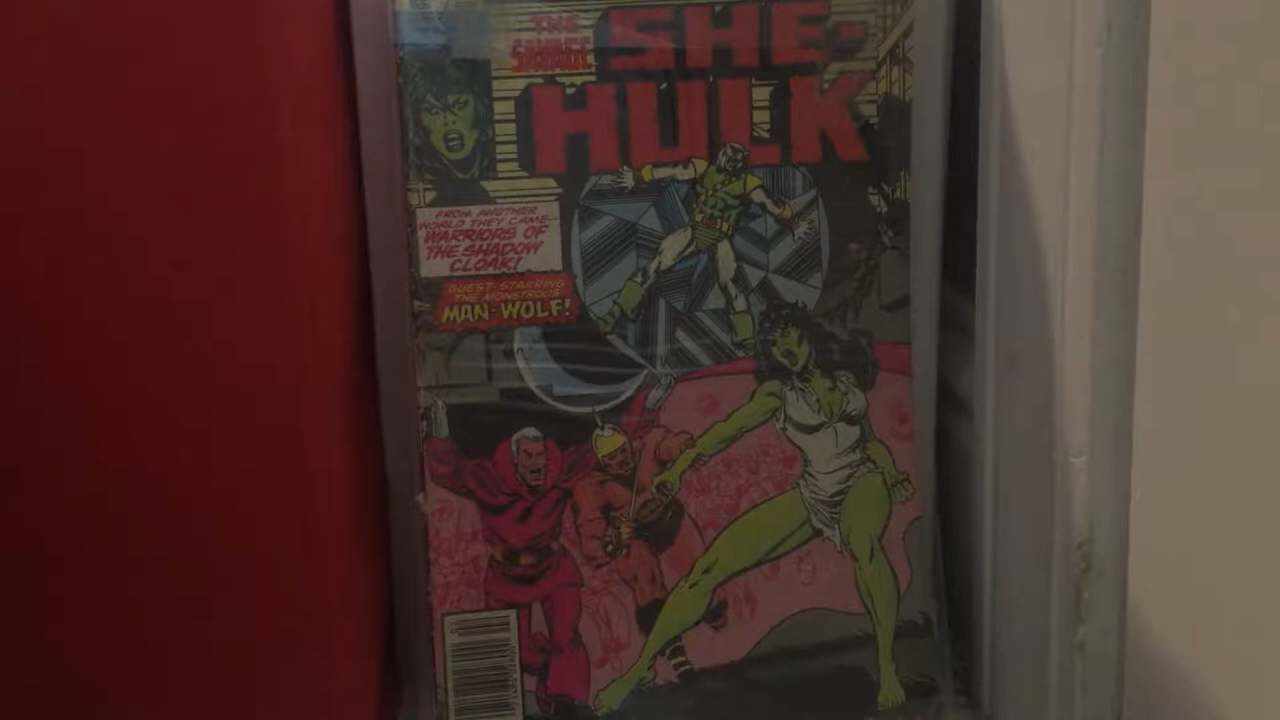 THE
SAVAGE
SHE-
HULK
FROM ANOTHER
WORLD THEY CAME--
WARRIORS OF
THE SHADOW
CLOAK!
GUEST-STARRING
THE MONSTROUS
MAN-WOLF!